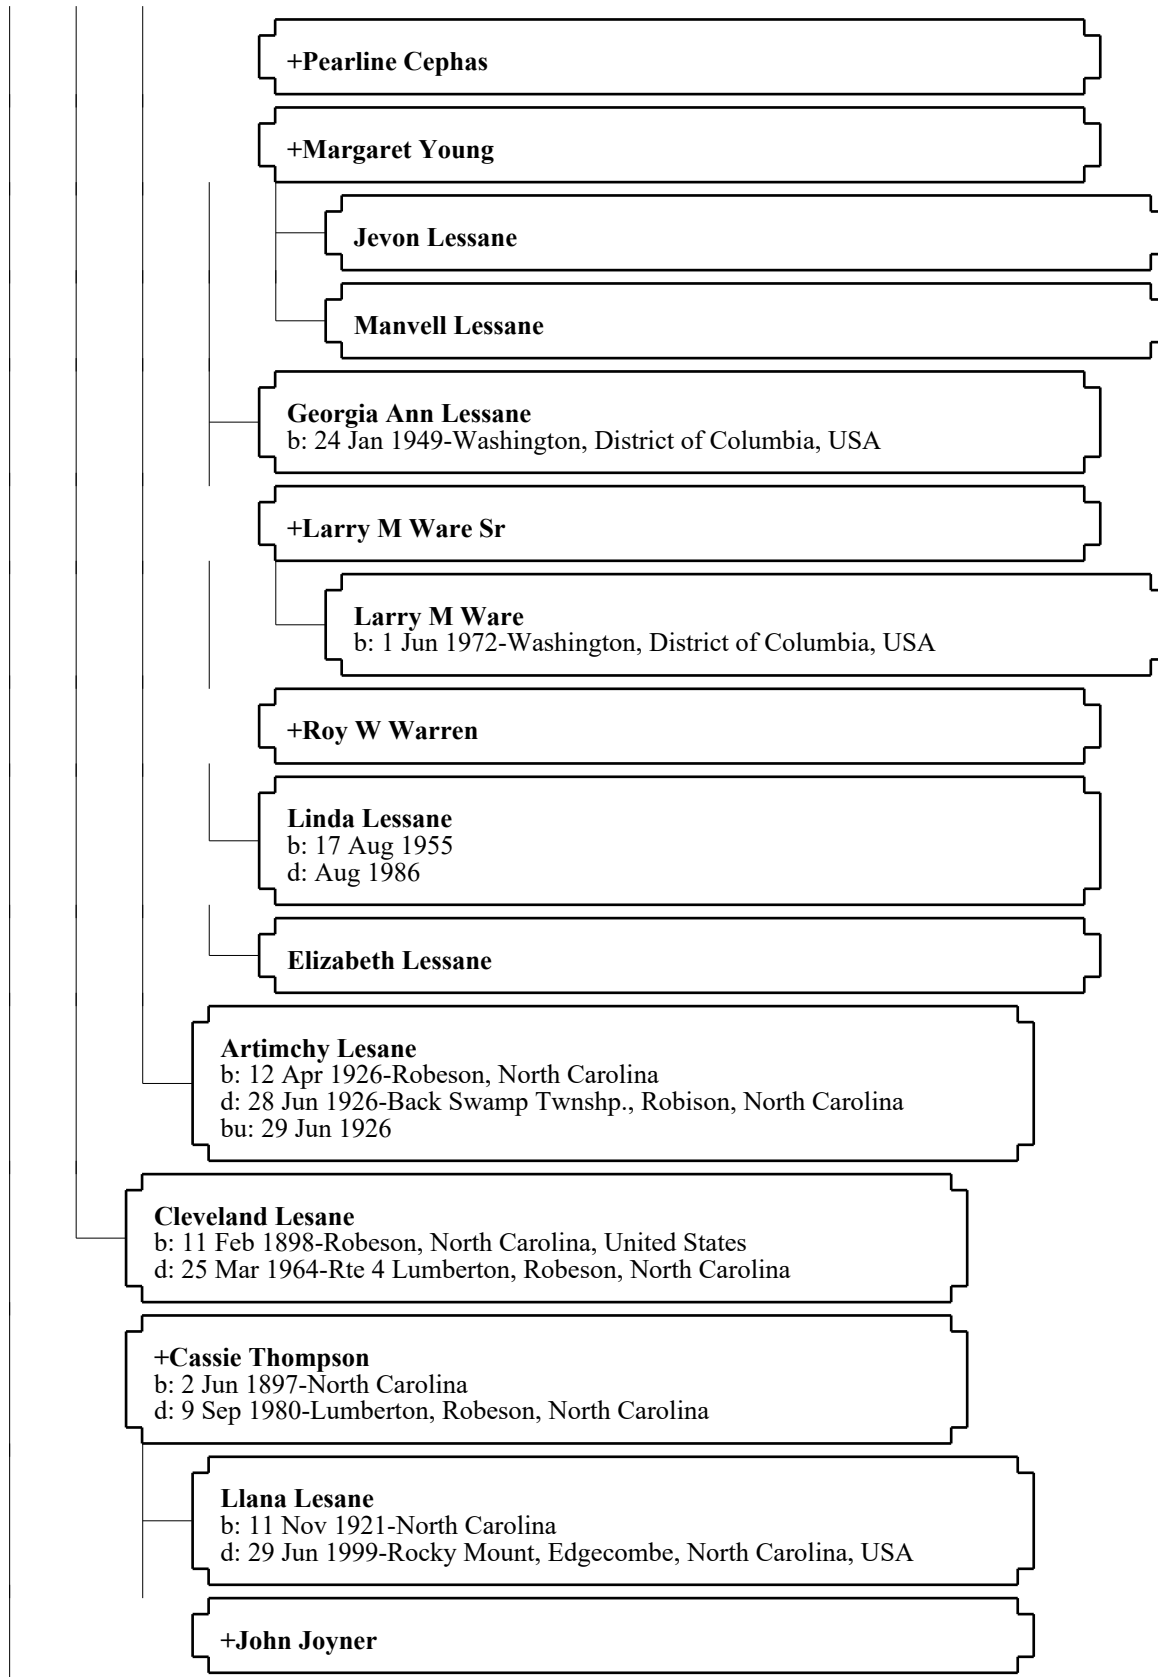 +Pearline Cephas
+Margaret Young
Jevon Lessane
Manvell Lessane
Georgia Ann Lessane
b: 24 Jan 1949-Washington, District of Columbia, USA
+Larry M Ware Sr
Larry M Ware
b: 1 Jun 1972-Washington, District of Columbia, USA
+Roy W Warren
Linda Lessane
b: 17 Aug 1955
d: Aug 1986
Elizabeth Lessane
Artimchy Lesane
b: 12 Apr 1926-Robeson, North Carolina
d: 28 Jun 1926-Back Swamp Twnshp., Robison, North Carolina
bu: 29 Jun 1926
Cleveland Lesane
b: 11 Feb 1898-Robeson, North Carolina, United States
d: 25 Mar 1964-Rte 4 Lumberton, Robeson, North Carolina
+Cassie Thompson
b: 2 Jun 1897-North Carolina
d: 9 Sep 1980-Lumberton, Robeson, North Carolina
Llana Lesane
b: 11 Nov 1921-North Carolina
d: 29 Jun 1999-Rocky Mount, Edgecombe, North Carolina, USA
+John Joyner